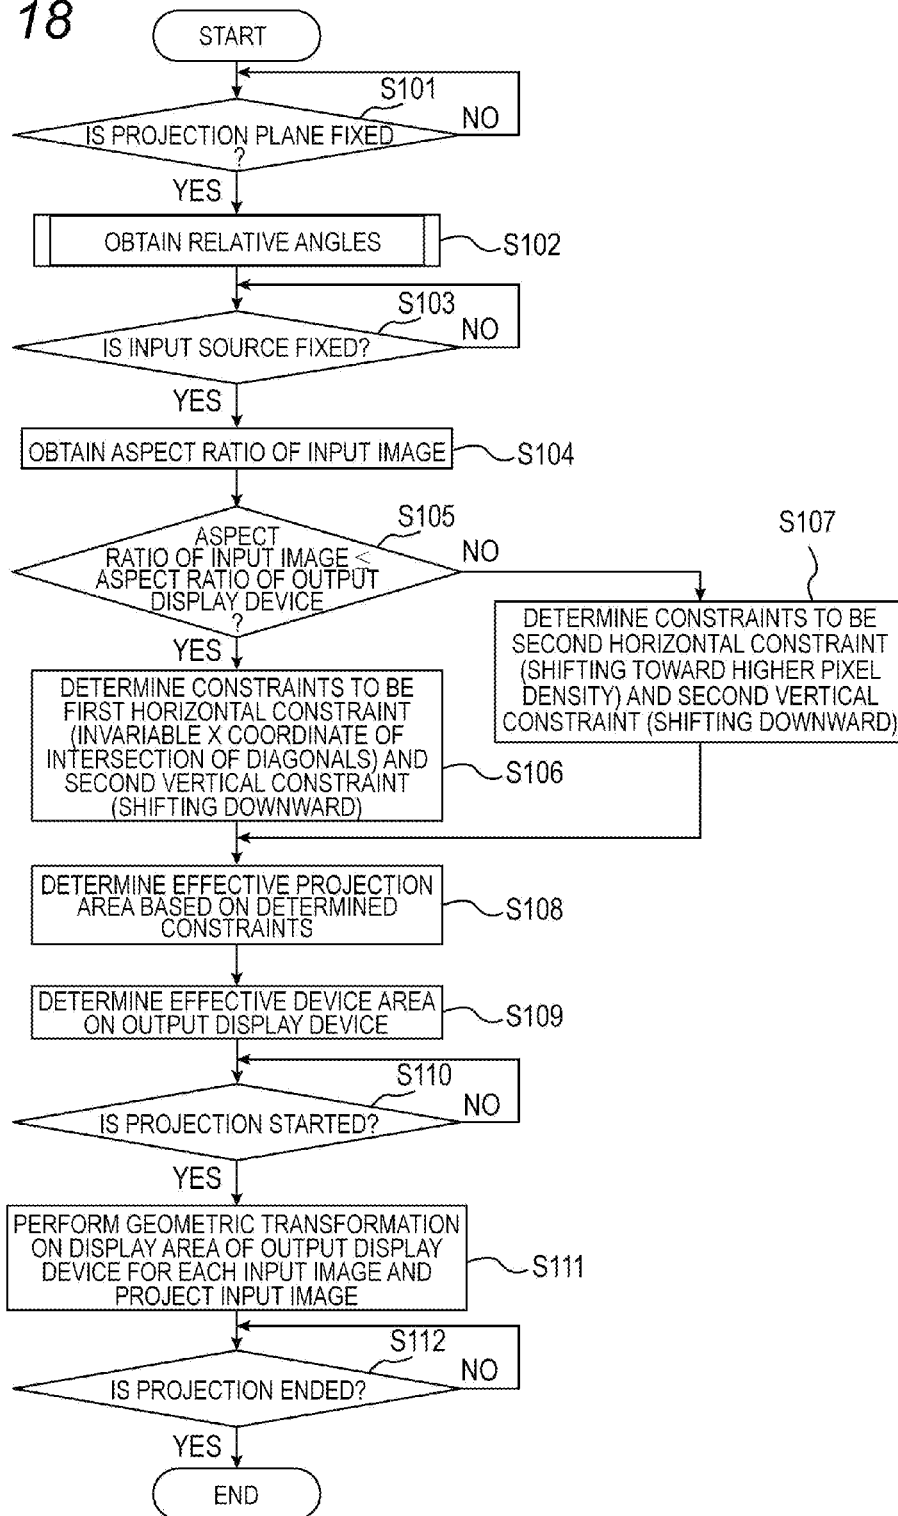 18
START
S101
NO
IS PROJECTION PLANE FIXED
?
YES
OBTAIN RELATIVE ANGLES
S102
S103
NO
IS INPUT SOURCE FIXED?
YES
OBTAIN ASPECT RATIO OF INPUT IMAGE
S104
S105
NO
ASPECT
RATIO OF INPUT IMAGE <
ASPECT RATIO OF OUTPUT
DISPLAY DEVICE
?
YES
S107
DETERMINE CONSTRAINTS TO BE
SECOND HORIZONTAL CONSTRAINT
(SHIFTING TOWARD HIGHER PIXEL
DENSITY) AND SECOND VERTICAL
CONSTRAINT (SHIFTING DOWNWARD)
DETERMINE CONSTRAINTS TO BE
FIRST HORIZONTAL CONSTRAINT
(INVARIABLE X COORDINATE OF
INTERSECTION OF DIAGONALS) AND
SECOND VERTICAL CONSTRAINT
(SHIFTING DOWNWARD)
S106
DETERMINE EFFECTIVE PROJECTION
AREA BASED ON DETERMINED
CONSTRAINTS
S108
DETERMINE EFFECTIVE DEVICE AREA
ON OUTPUT DISPLAY DEVICE
S109
S110
NO
IS PROJECTION STARTED?
YES
PERFORM GEOMETRIC TRANSFORMATION
ON DISPLAY AREA OF OUTPUT DISPLAY
DEVICE FOR EACH INPUT IMAGE AND
PROJECT INPUT IMAGE
S111
S112
NO
IS PROJECTION ENDED?
YES
END